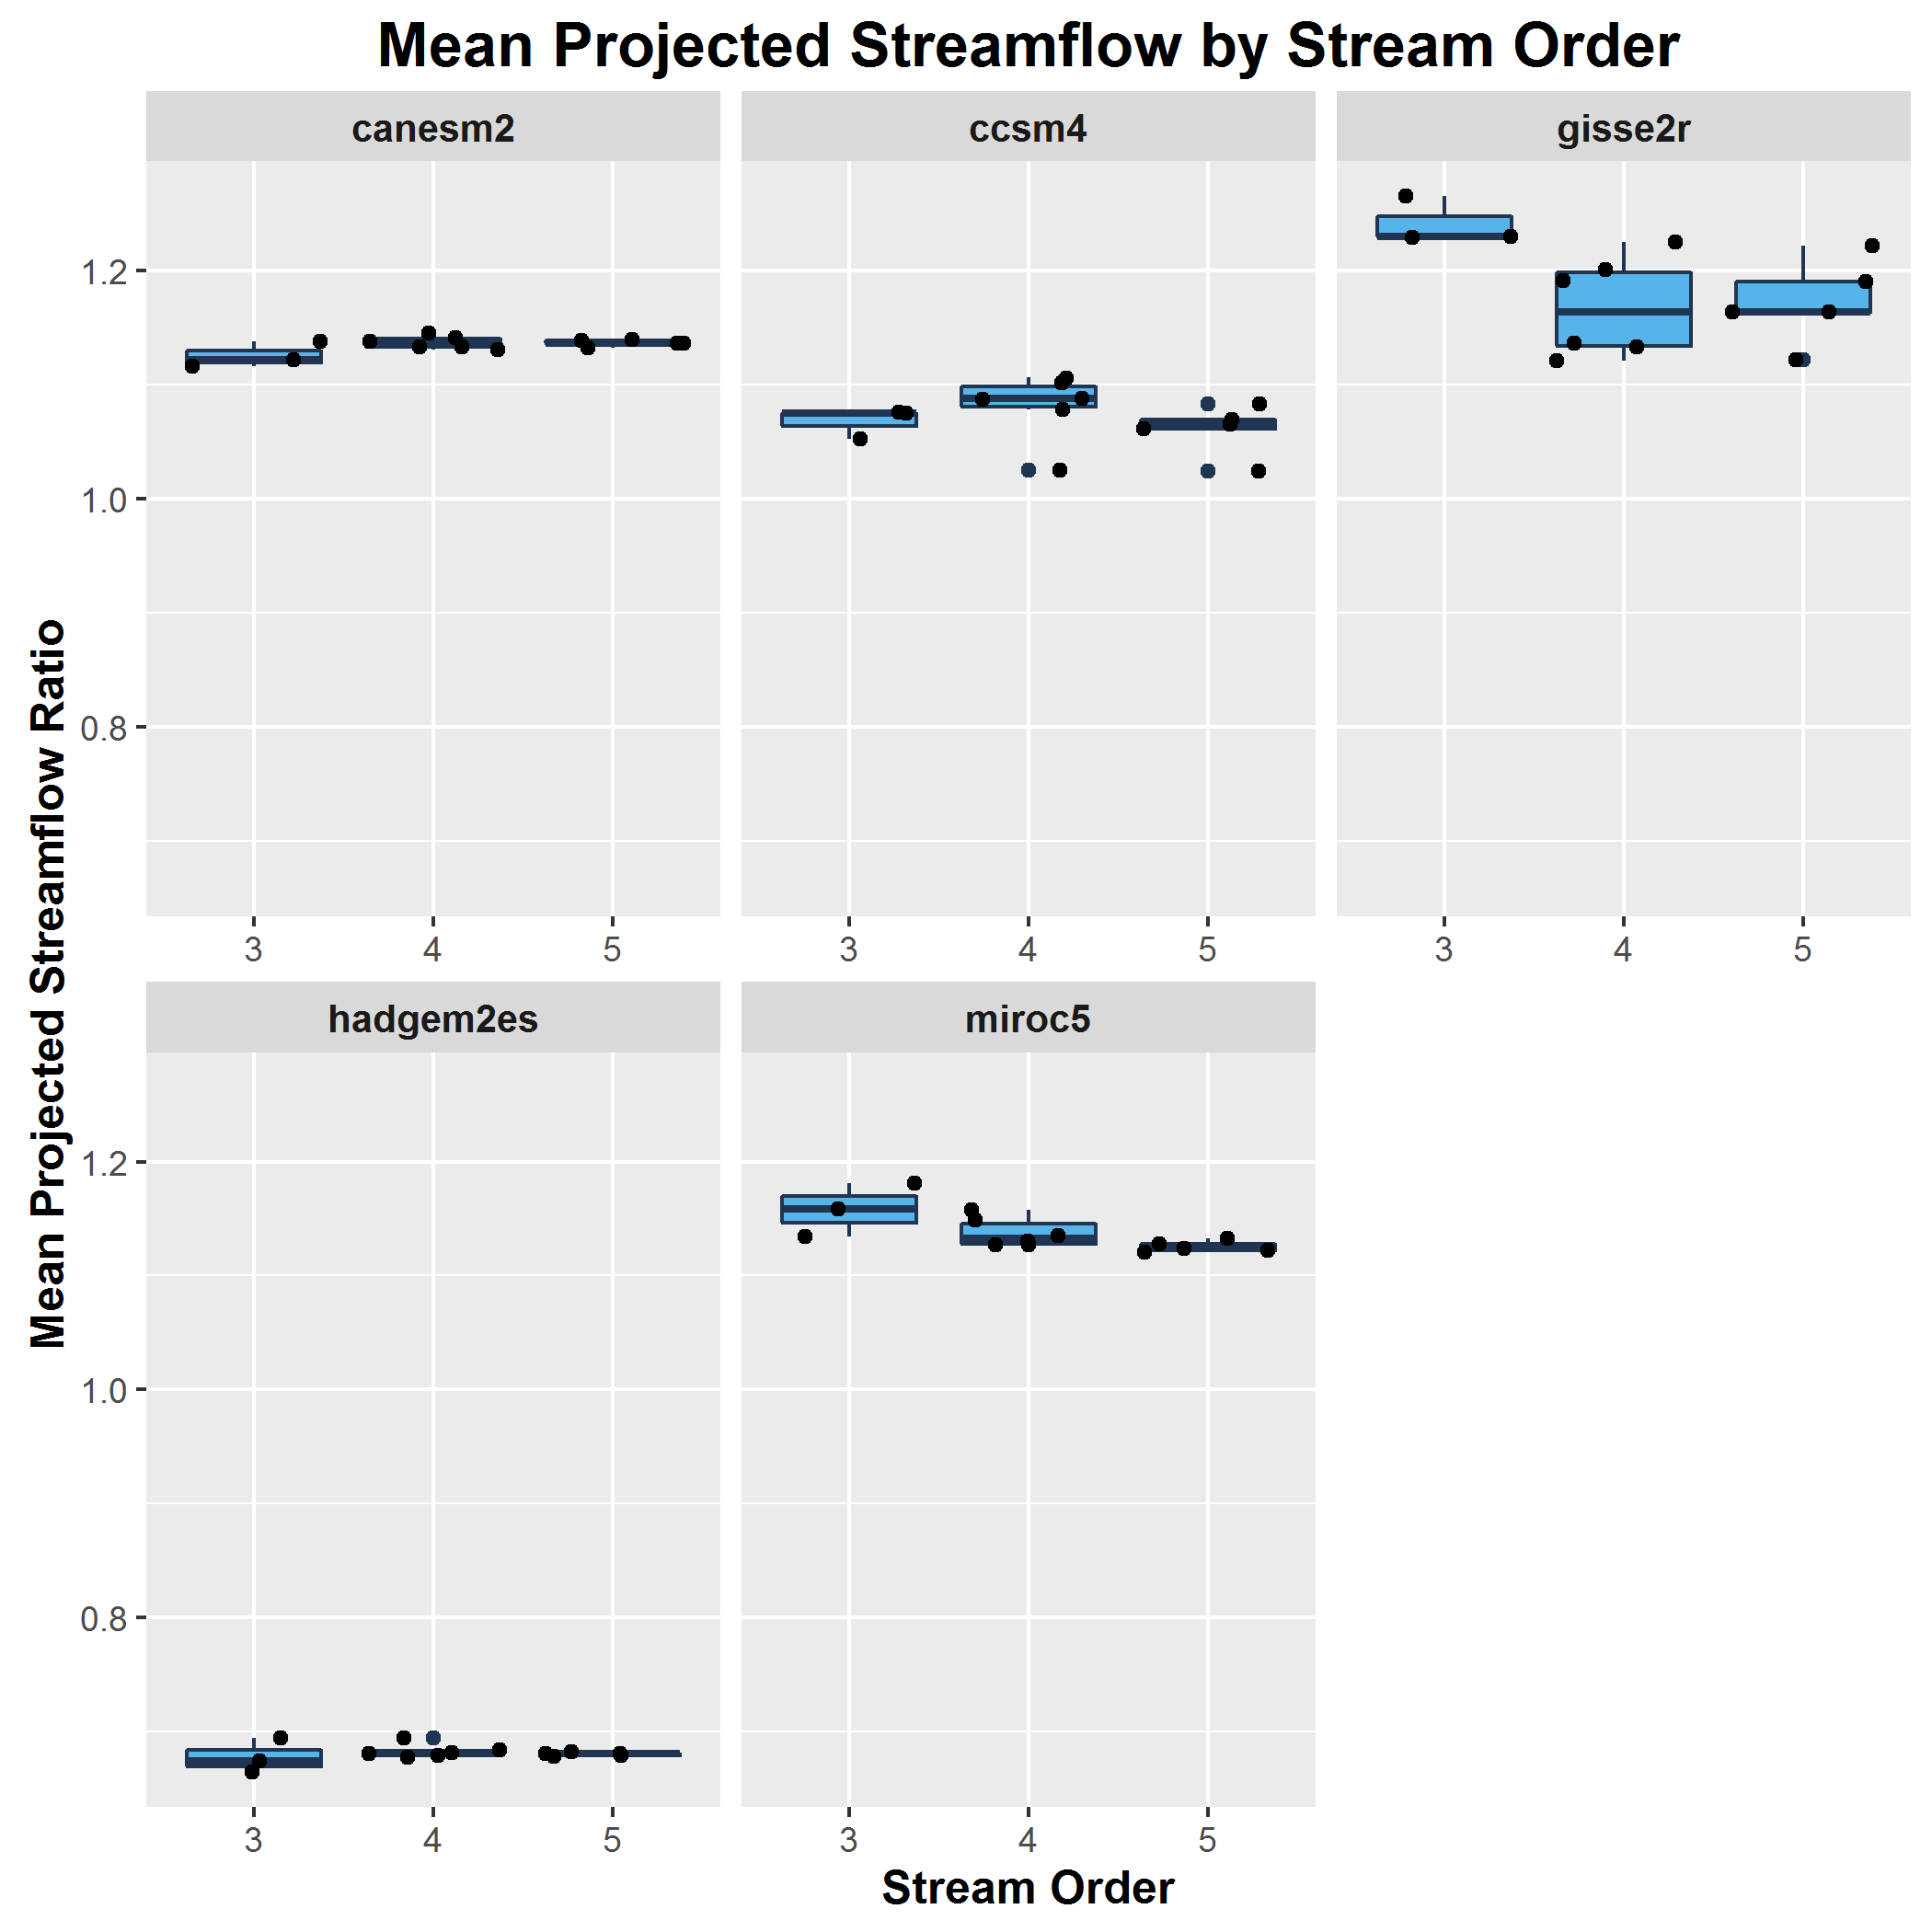 Mean Projected Streamflow by Stream Order
canesm2
ccsm4
gisse2r
1.2
1.0
0.8
3 4 5
3 4 5
3 4 5
Mean Projected Streamflow Ratio
hadgem2es
miroc5
1.2
1.0
0.8
3 4 5
3 4 5
Stream Order